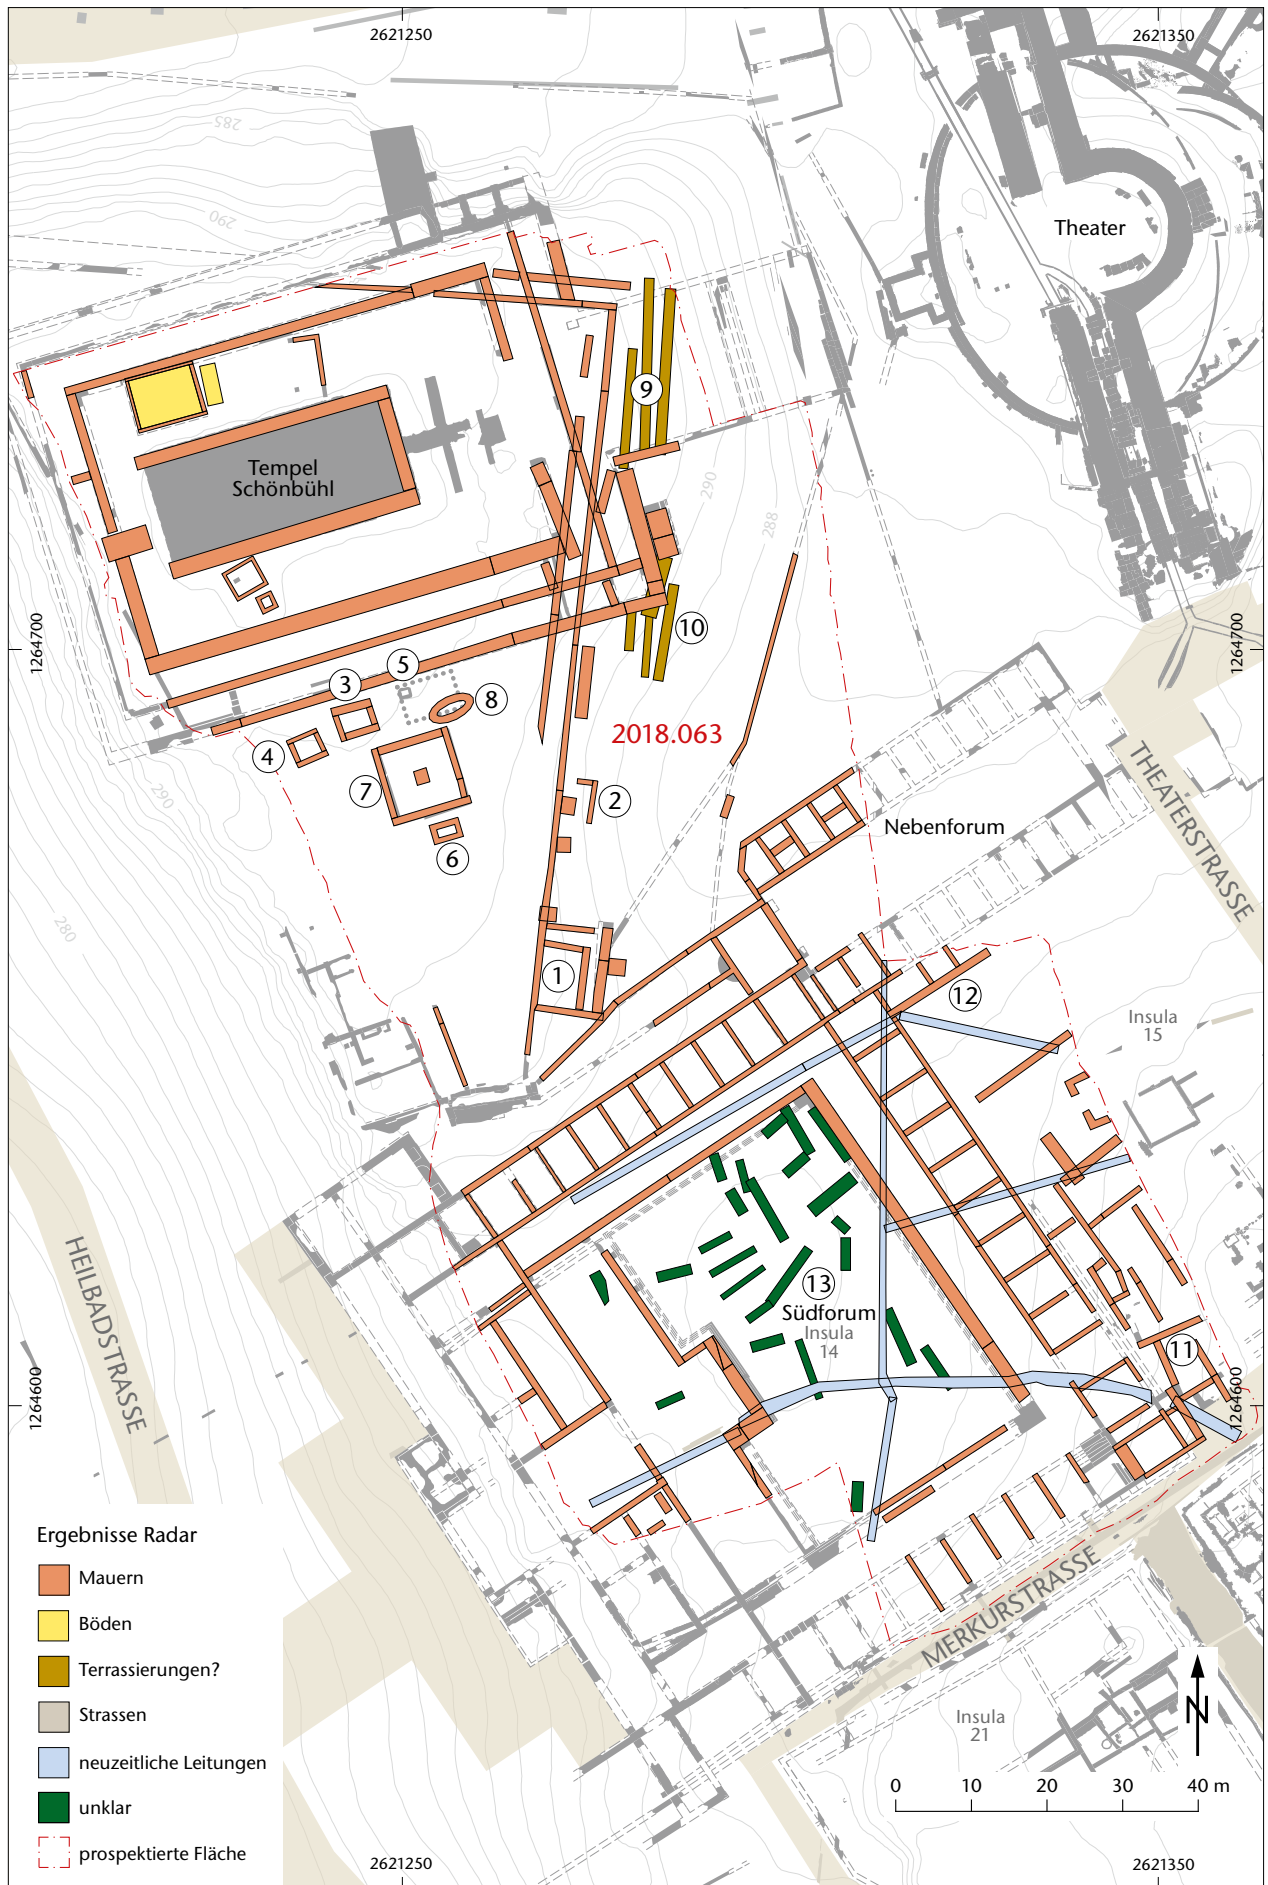 2621250
2621350
285
290
Theater
9
Tempel
Schönbühl
290
288
1264700
1264700
10
5
3
8
4
2018.063
7
290
2
6
Nebenforum
THEATERSTRASSE
280
1
12
Insula
15
HEILBADSTRASSE
13
Südforum
Insula
14
11
1264600
1264600
MERKURSTRASSE
Insula
21
N
Ergebnisse Radar
Mauern
Böden
Terrassierungen?
Strassen
neuzeitliche Leitungen
unklar
prospektierte Fläche
0 10 20 30 40 m
2621250
2621350